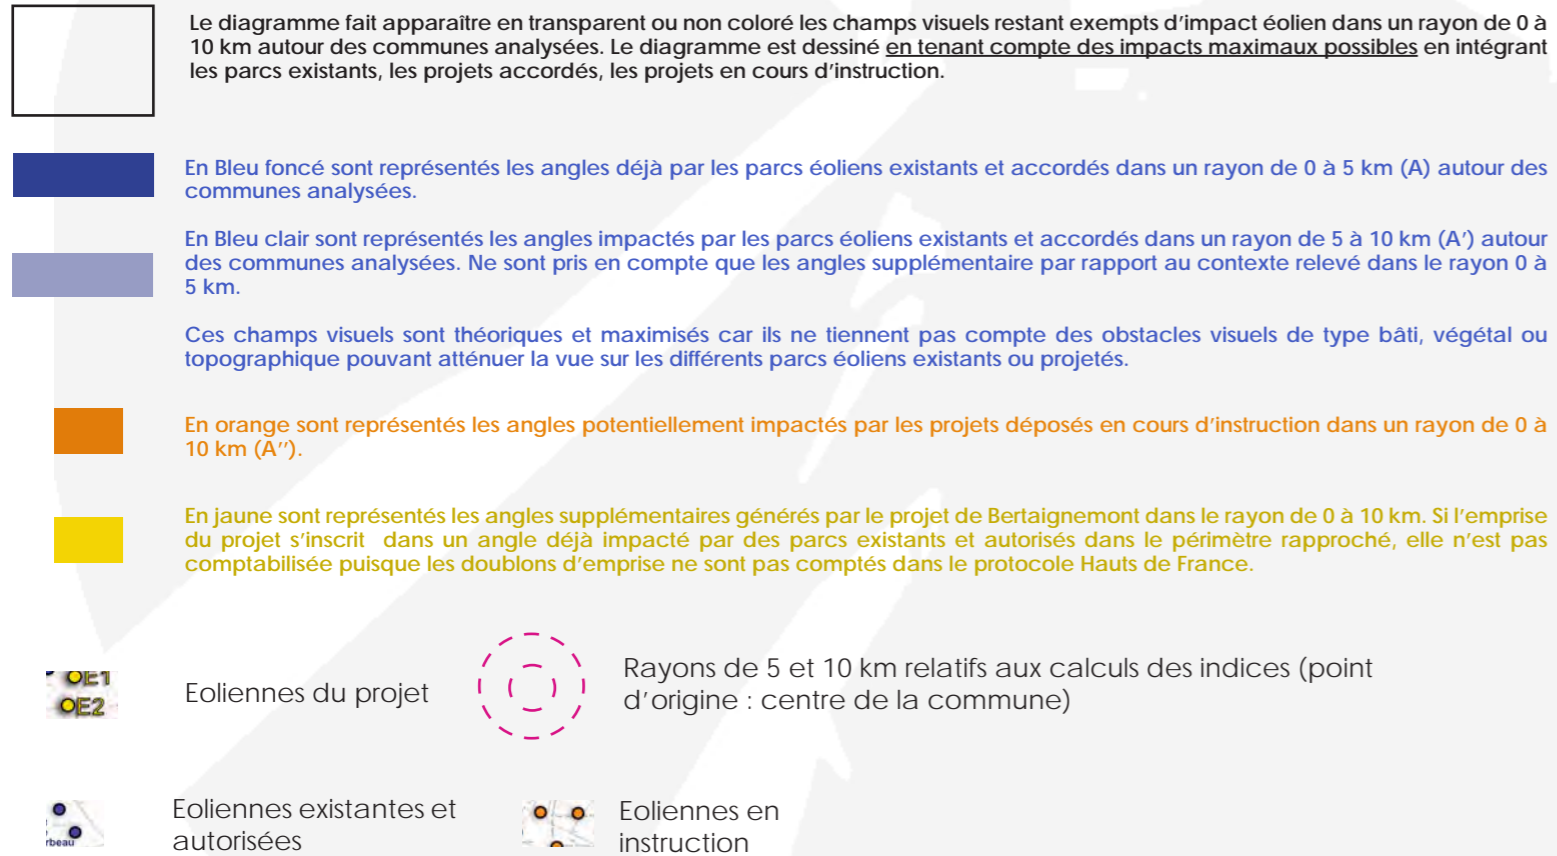 Le diagramme fait apparaître en transparent ou non coloré les champs visuels restant exempts d'impact éolien dans un rayon de 0 à
10 km autour des communes analysées. Le diagramme est dessiné en tenant compte des impacts maximaux possibles en intégrant
les parcs existants, les projets accordés, les projets en cours d'instruction.
En Bleu foncé sont représentés les angles déjà par les parcs éoliens existants et accordés dans un rayon de 0 à 5 km (A) autour des
communes analysées.
En Bleu clair sont représentés les angles impactés par les parcs éoliens existants et accordés dans un rayon de 5 à 10 km (A') autour
des communes analysées. Ne sont pris en compte que les angles supplémentaire par rapport au contexte relevé dans le rayon 0 à
5 km.
Ces champs visuels sont théoriques et maximisés car ils ne tiennent pas compte des obstacles visuels de type bâti, végétal ou
topographique pouvant atténuer la vue sur les différents parcs éoliens existants ou projetés.
En orange sont représentés les angles potentiellement impactés par les projets déposés en cours d'instruction dans un rayon de 0 à
10 km (A'').
En jaune sont représentés les angles supplémentaires générés par le projet de Bertaignemont dans le rayon de 0 à 10 km. Si l'emprise
du projet s'inscrit dans un angle déjà impacté par des parcs existants et autorisés dans le périmètre rapproché, elle n'est pas
comptabilisée puisque les doublons d'emprise ne sont pas comptés dans le protocole Hauts de France.
E1
E2
Eoliennes du projet
Rayons de 5 et 10 km relatifs aux calculs des indices (point
d'origine : centre de la commune)
rbeau
Eoliennes existantes et
autorisées
Eoliennes en
instruction